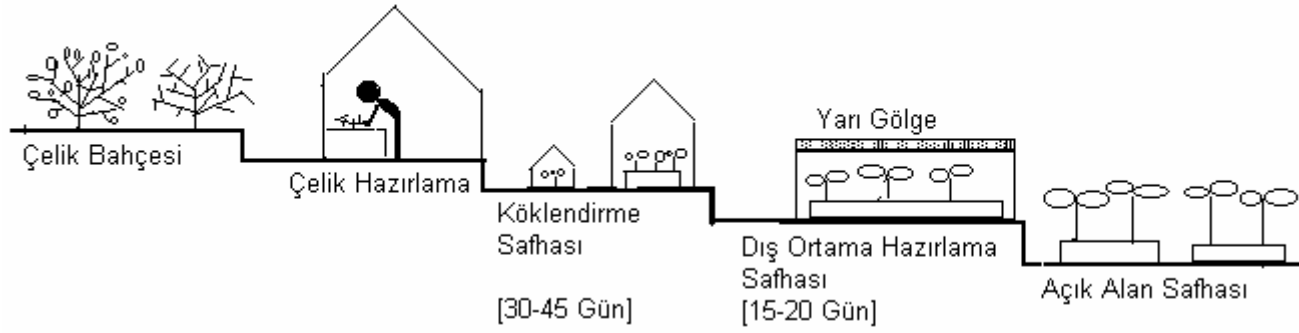 Çelik Bahçesi
Çelik Hazırlama
Köklendirme
Safhası
[30-45 Gün]
Yarı Gölge
Dış Ortama Hazırlama
Safhası
[15-20 Gün]
Açık Alan Safhası